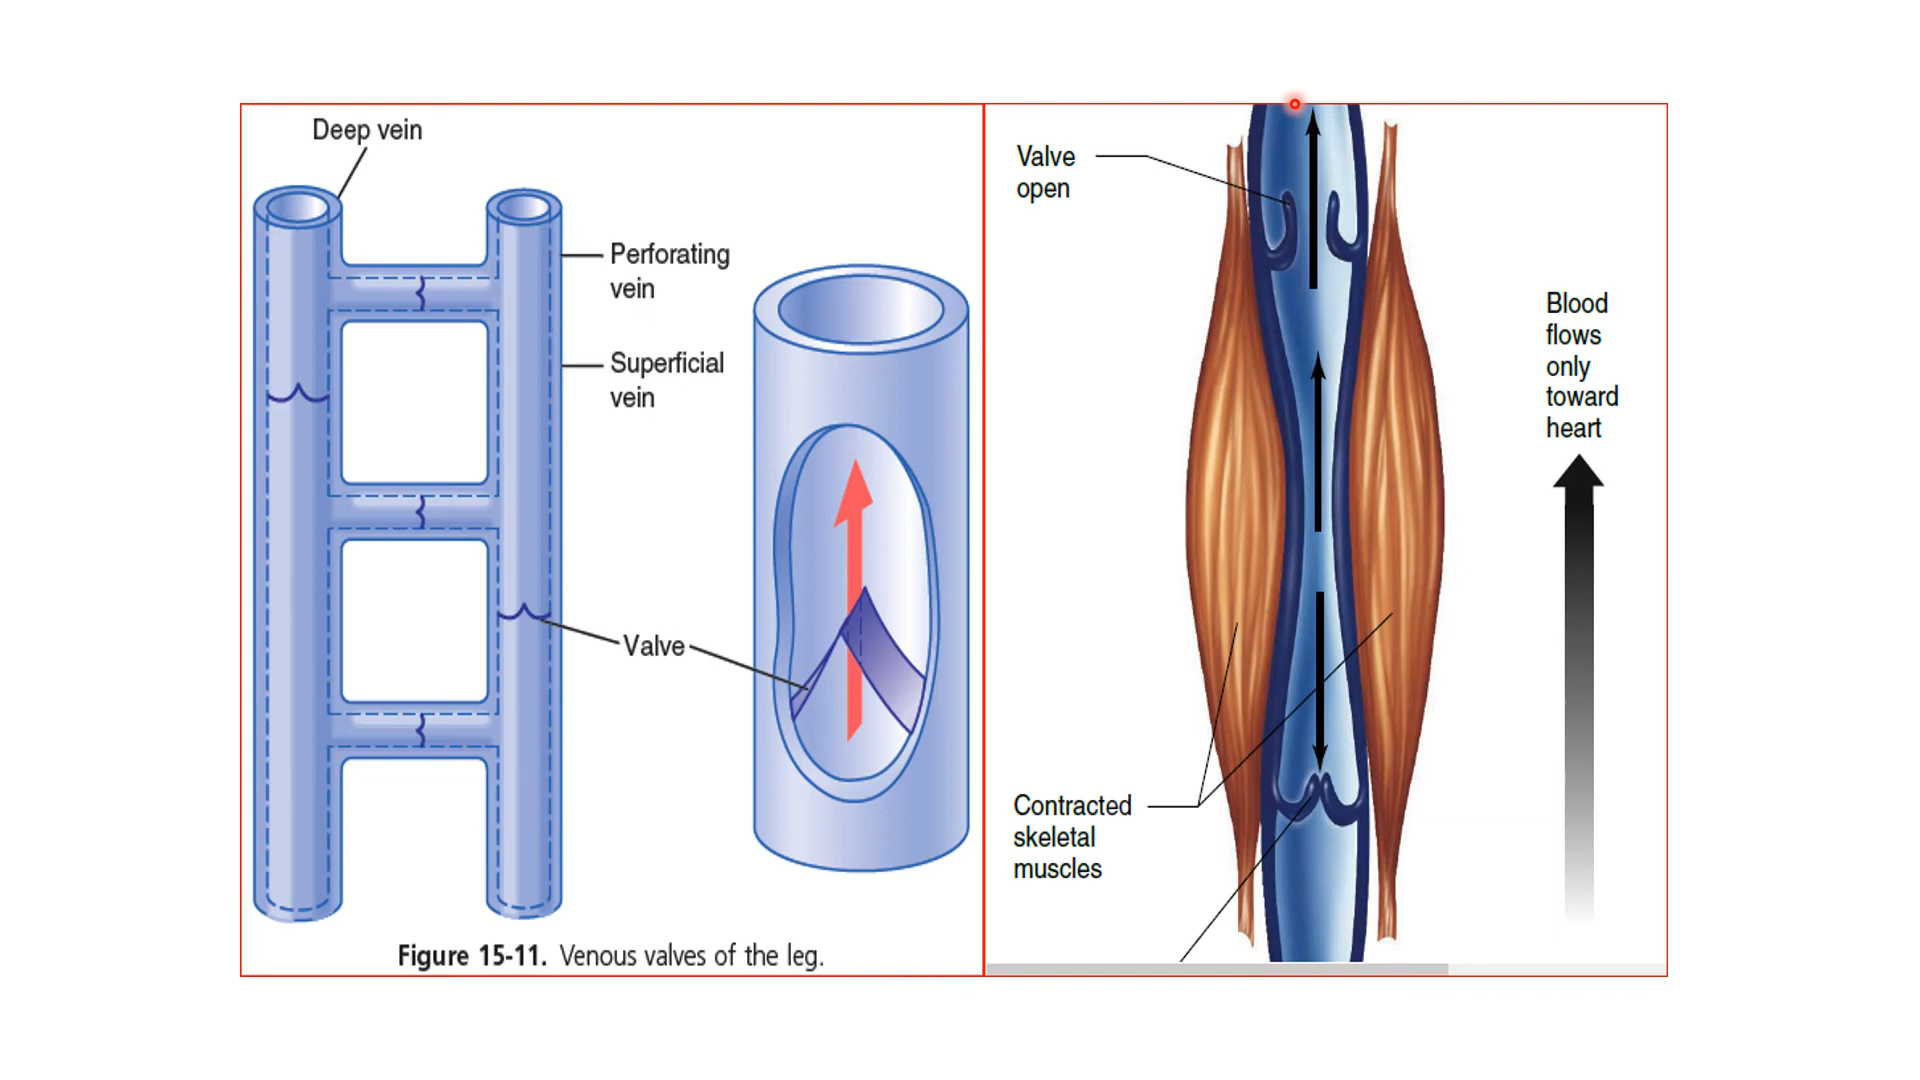 Deep vein
Perforating
vein
Superficial
vein
Valve
Figure 15-11. Venous valves of the leg.
Valve
open
Blood
flows
only
toward
heart
Contracted
skeletal
muscles